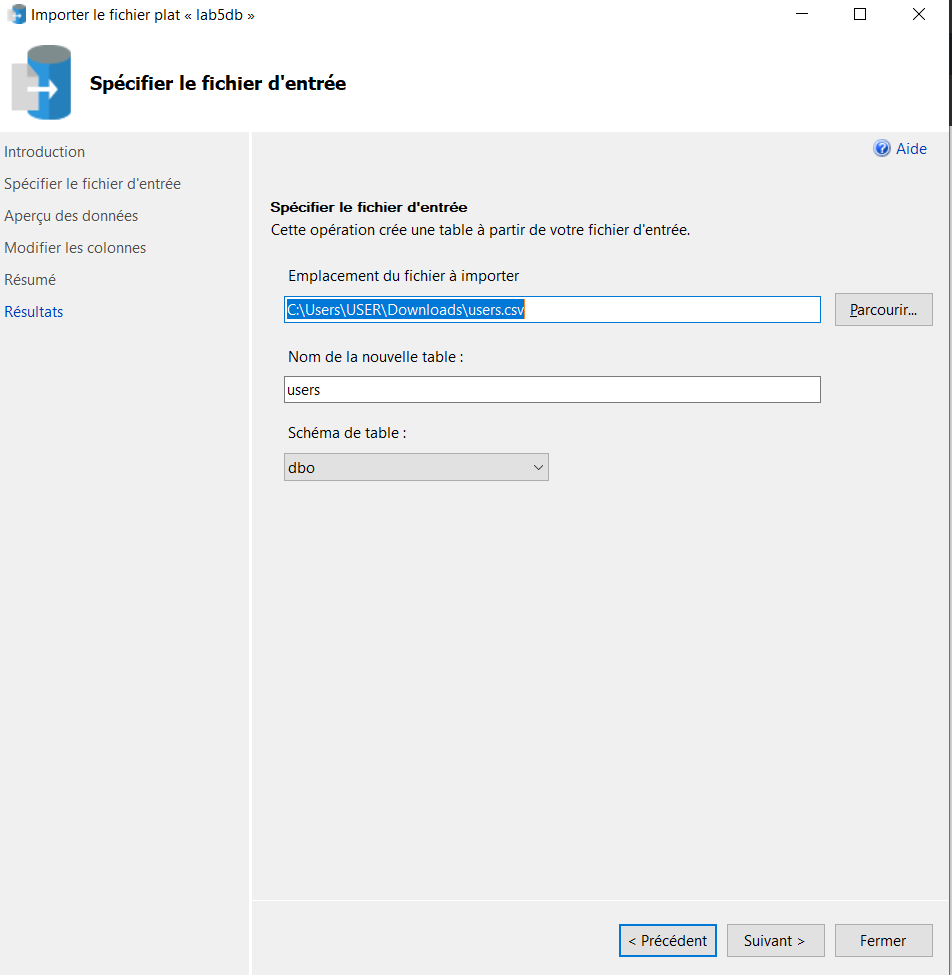 Importer le fichier plat « lab5db »
Spécifier le fichier d'entrée
Introduction
Spécifier le fichier d'entrée
Aperçu des données
Modifier les colonnes
Résumé
Résultats
Aide
Spécifier le fichier d'entrée
Cette opération crée une table à partir de votre fichier d'entrée.
Emplacement du fichier à importer
C:\Users\USER\Downloads\users.csv
Parcourir...
Nom de la nouvelle table :
users
Schéma de table :
dbo
< Précédent
Suivant >
Fermer